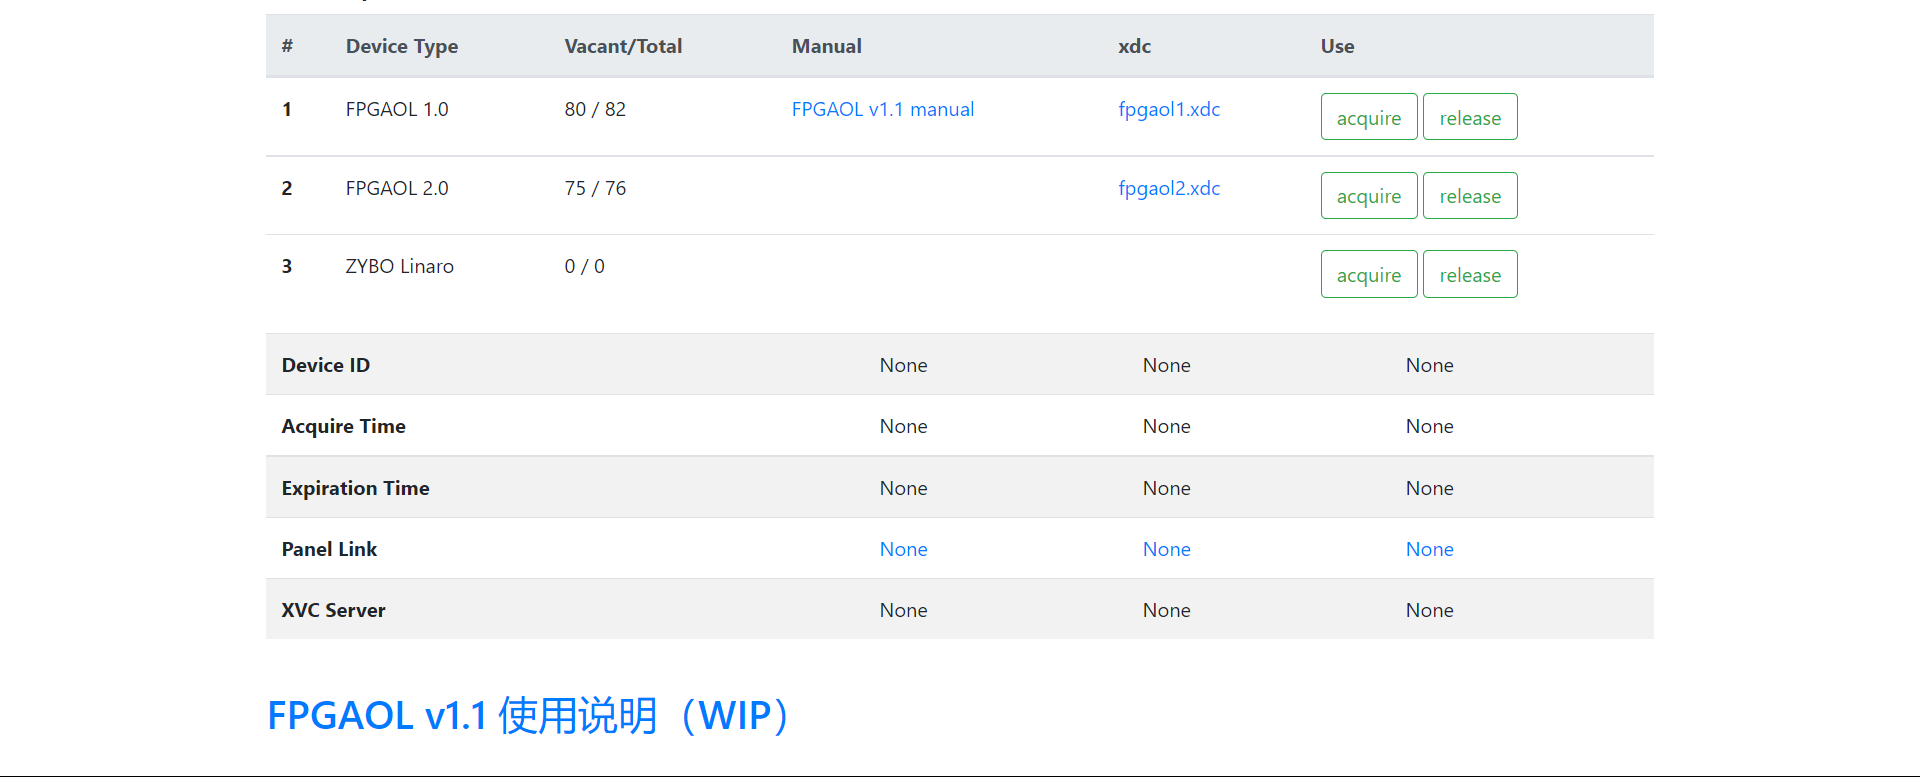 # Device Type Vacant/Total Manual xdc Use
1 FPGAOL 1.0 80 / 82 FPGAOL v1.1 manual fpgaol1.xdc acquire release
2 FPGAOL 2.0 75 / 76 fpgaol2.xdc acquire release
3 ZYBO Linaro 0 / 0 acquire release
Device ID None None None
Acquire Time None None None
Expiration Time None None None
Panel Link None None None
XVC Server None None None
FPGAOL v1.1 使用说明（WIP）